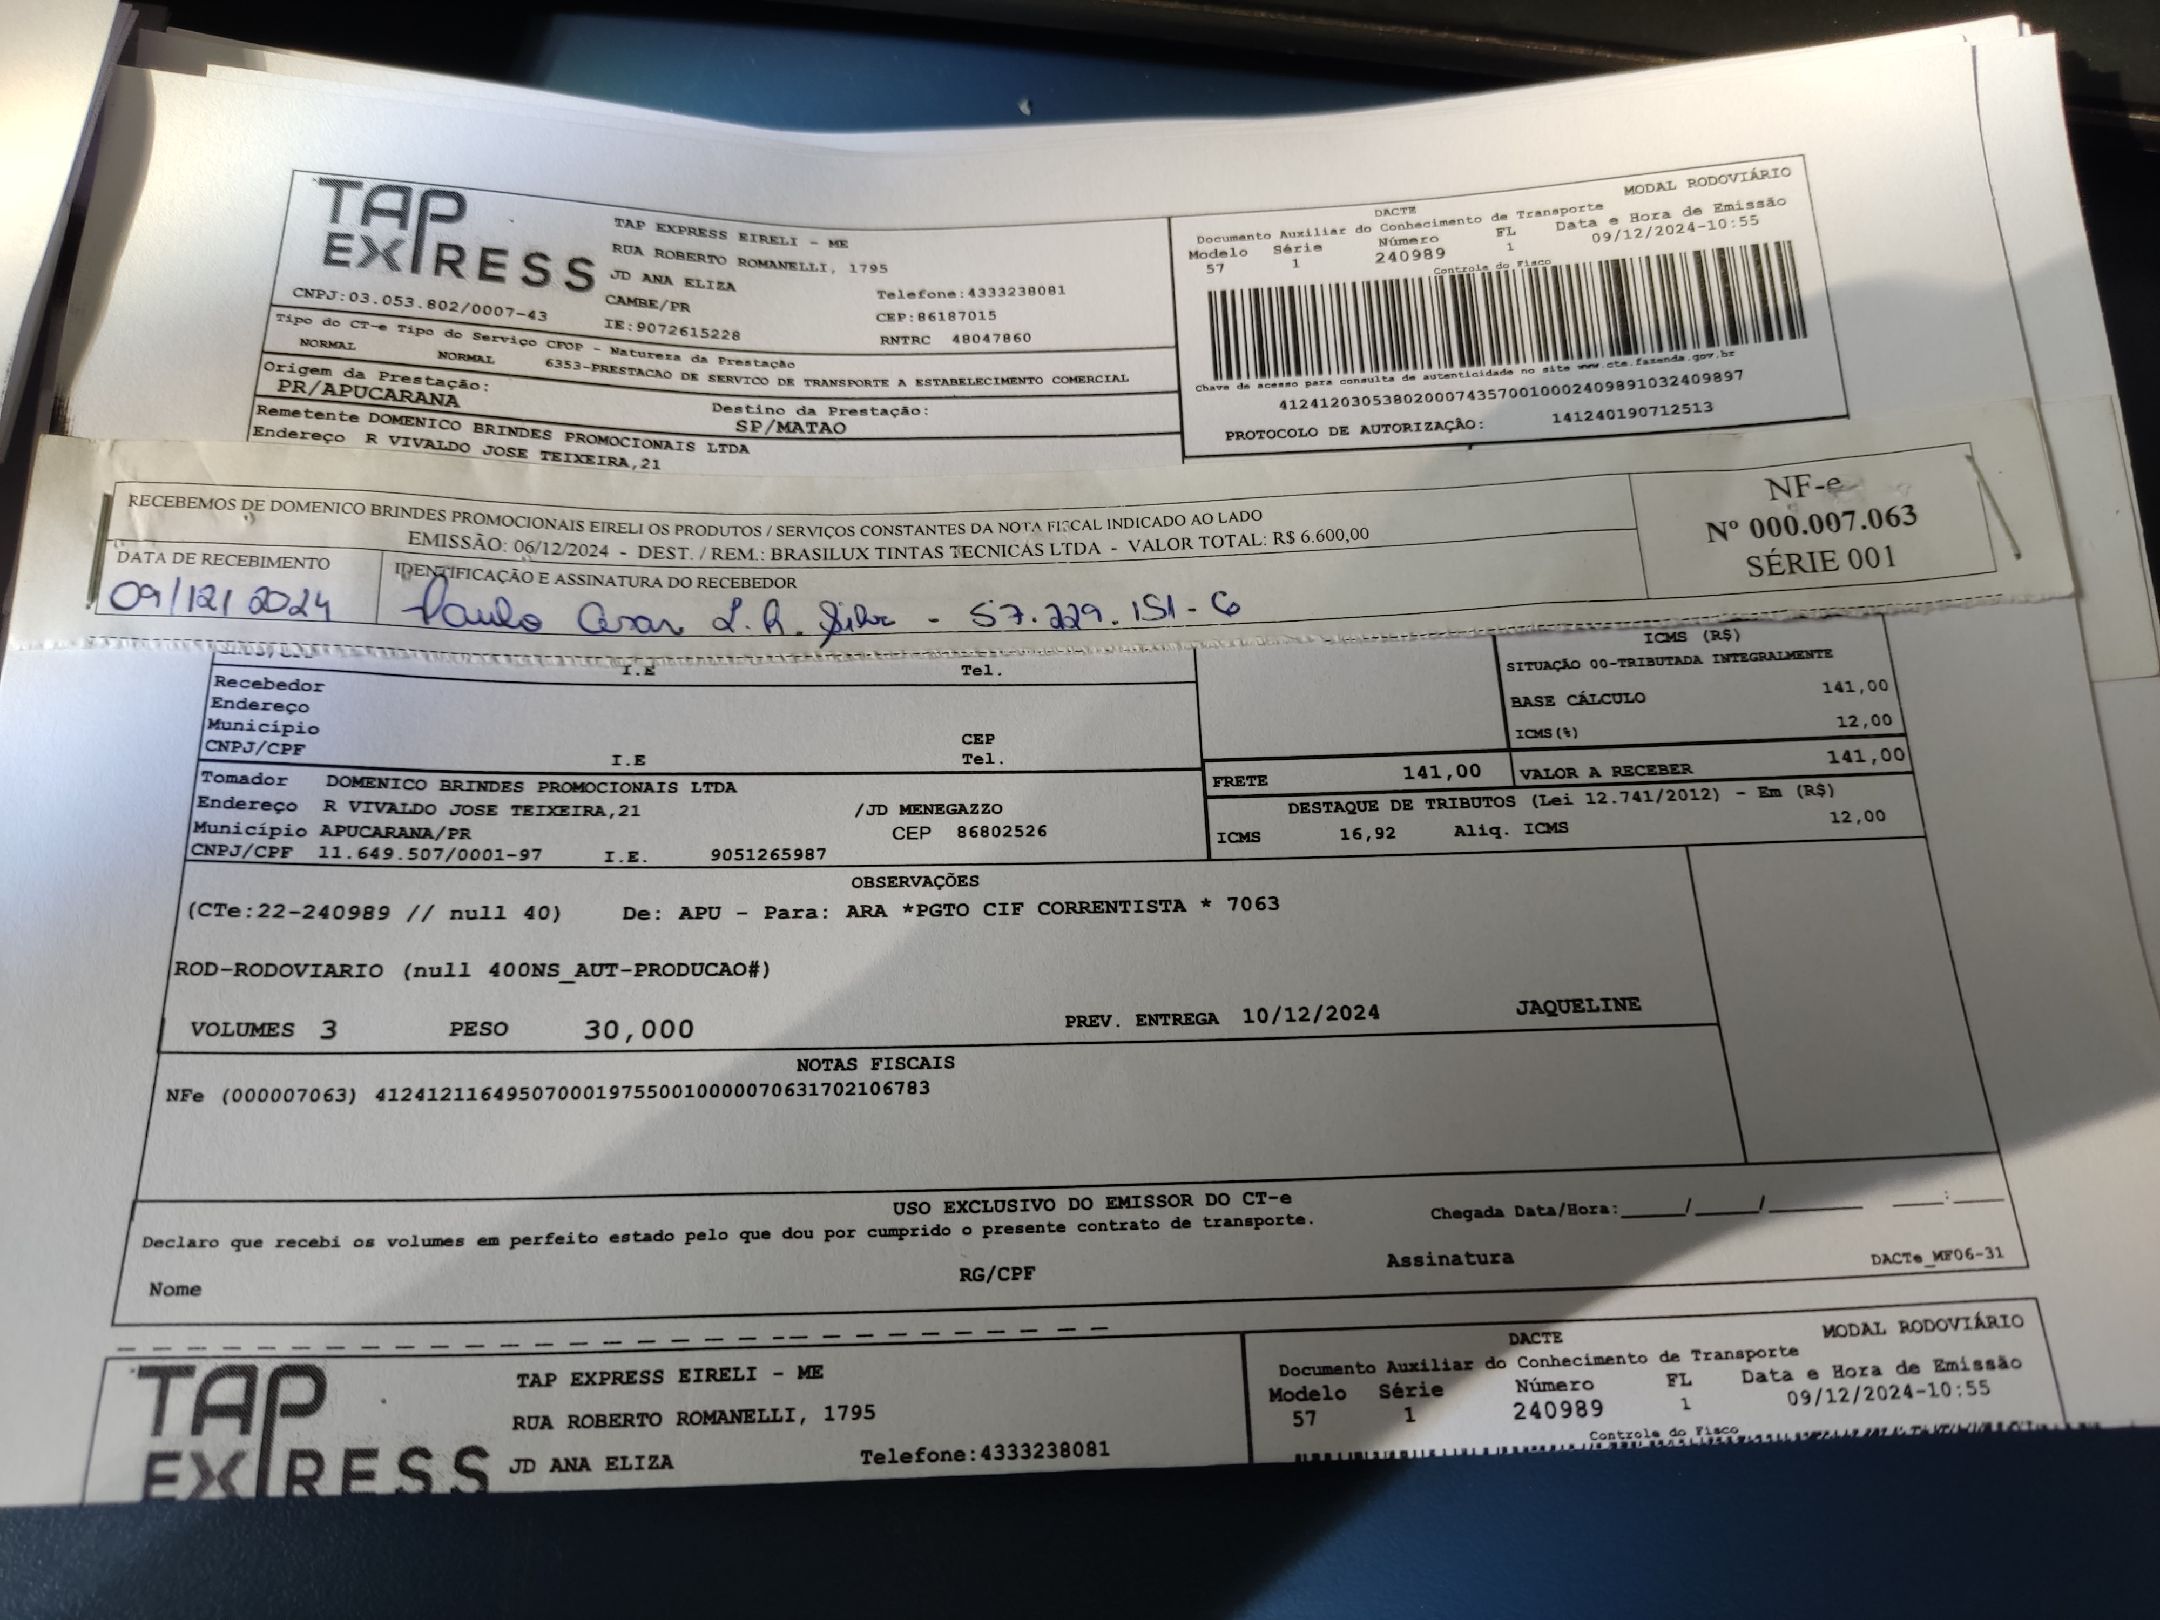 TAP EXPRESS
TAP EXPRESS EIRELI - ME
RUA ROBERTO ROMANELLI, 1795
JD ANA ELIZA
Telefone:4333238081
CNPJ:03.053.802/0007-43
CAMBE/PR
CEP:86187015
IE:9072615228
RNTRC 48047860
Tipo do CT-e Tipo do Serviço CFOP - Natureza da Prestação
NORMAL NORMAL 6353-PRESTACAO DE SERVICO DE TRANSPORTE A ESTABELECIMENTO COMERCIAL
Origem da Prestação:
PR/APUCARANA
Destino da Prestação:
SP/MATAO
Remetente DOMENICO BRINDES PROMOCIONAIS LTDA
Endereço R VIVALDO JOSE TEIXEIRA,21
DACTE
MODAL RODOVIÁRIO
Documento Auxiliar do Conhecimento de Transporte
Modelo Série Número FL Data e Hora de Emissão
57 1 240989 1 09/12/2024-10:55
Controle do Fisco
Chave de acesso para consulta de autenticidade no site www.cte.fazenda.gov.br
41241203053802000743570010002409891032409897
PROTOCOLO DE AUTORIZAÇÃO: 141240190712513
RECEBEMOS DE DOMENICO BRINDES PROMOCIONAIS EIRELI OS PRODUTOS / SERVIÇOS CONSTANTES DA NOTA FISCAL INDICADO AO LADO
EMISSÃO: 06/12/2024 - DEST. / REM.: BRASILUX TINTAS TECNICAS LTDA - VALOR TOTAL: R$ 6.600,00
DATA DE RECEBIMENTO
IDENTIFICAÇÃO E ASSINATURA DO RECEBEDOR
09/12/2024
Paulo Cesar L. R. Silva - 57.229.151-6
NF-e
Nº 000.007.063
SÉRIE 001
I.E Tel.
Recebedor
Endereço
Município CEP
CNPJ/CPF I.E Tel.
ICMS (R$)
SITUAÇÃO 00-TRIBUTADA INTEGRALMENTE
BASE CÁLCULO 141,00
ICMS(%) 12,00
FRETE 141,00 VALOR A RECEBER 141,00
DESTAQUE DE TRIBUTOS (Lei 12.741/2012) - Em (R$)
ICMS 16,92 Aliq. ICMS 12,00
Tomador DOMENICO BRINDES PROMOCIONAIS LTDA
Endereço R VIVALDO JOSE TEIXEIRA,21 /JD MENEGAZZO
Município APUCARANA/PR CEP 86802526
CNPJ/CPF 11.649.507/0001-97 I.E. 9051265987
OBSERVAÇÕES
(CTe:22-240989 // null 40) De: APU - Para: ARA *PGTO CIF CORRENTISTA * 7063
ROD-RODOVIARIO (null 400NS_AUT-PRODUCAO#)
VOLUMES 3 PESO 30,000 PREV. ENTREGA 10/12/2024 JAQUELINE
NOTAS FISCAIS
NFe (000007063) 41241211649507000197550010000070631702106783
USO EXCLUSIVO DO EMISSOR DO CT-e
Declaro que recebi os volumes em perfeito estado pelo que dou por cumprido o presente contrato de transporte.
Chegada Data/Hora:_____/_____/_______ ____:____
Nome RG/CPF Assinatura
DACTe_MF06-31
TAP EXPRESS
TAP EXPRESS EIRELI - ME
RUA ROBERTO ROMANELLI, 1795
JD ANA ELIZA Telefone:4333238081
DACTE
MODAL RODOVIÁRIO
Documento Auxiliar do Conhecimento de Transporte
Modelo Série Número FL Data e Hora de Emissão
57 1 240989 1 09/12/2024-10:55
Controle do Fisco